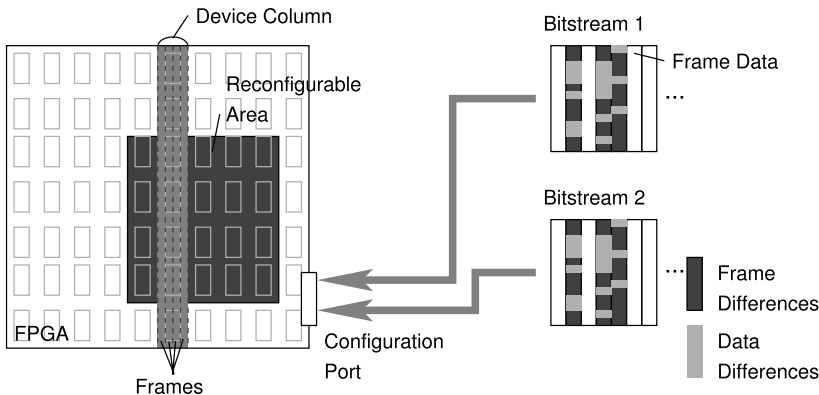 Device Column
Bitstream 1
Reconfigurable
Area
Frame Data
...
Bitstream 2
...
Frame
Differences
FPGA
Configuration
Port
Data
Differences
Frames